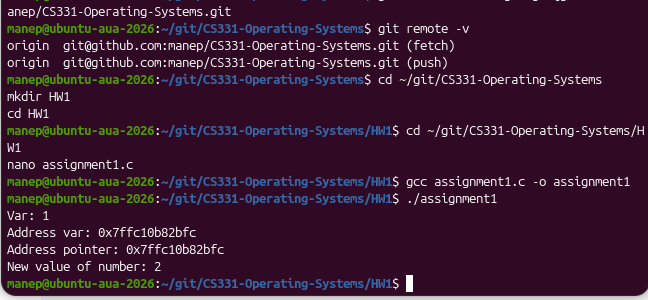 manep/CS331-Operating-Systems.git
manep@ubuntu-aua-2026:~/git/CS331-Operating-Systems$ git remote -v
origin  git@github.com:manep/CS331-Operating-Systems.git (fetch)
origin  git@github.com:manep/CS331-Operating-Systems.git (push)
manep@ubuntu-aua-2026:~/git/CS331-Operating-Systems$ cd ~/git/CS331-Operating-Systems
mkdir HW1
cd HW1
manep@ubuntu-aua-2026:~/git/CS331-Operating-Systems/HW1$ cd ~/git/CS331-Operating-Systems/H
W1
nano assignment1.c
manep@ubuntu-aua-2026:~/git/CS331-Operating-Systems/HW1$ gcc assignment1.c -o assignment1
manep@ubuntu-aua-2026:~/git/CS331-Operating-Systems/HW1$ ./assignment1
Var: 1
Address var: 0x7ffc10b82bfc
Address pointer: 0x7ffc10b82bfc
New value of number: 2
manep@ubuntu-aua-2026:~/git/CS331-Operating-Systems/HW1$